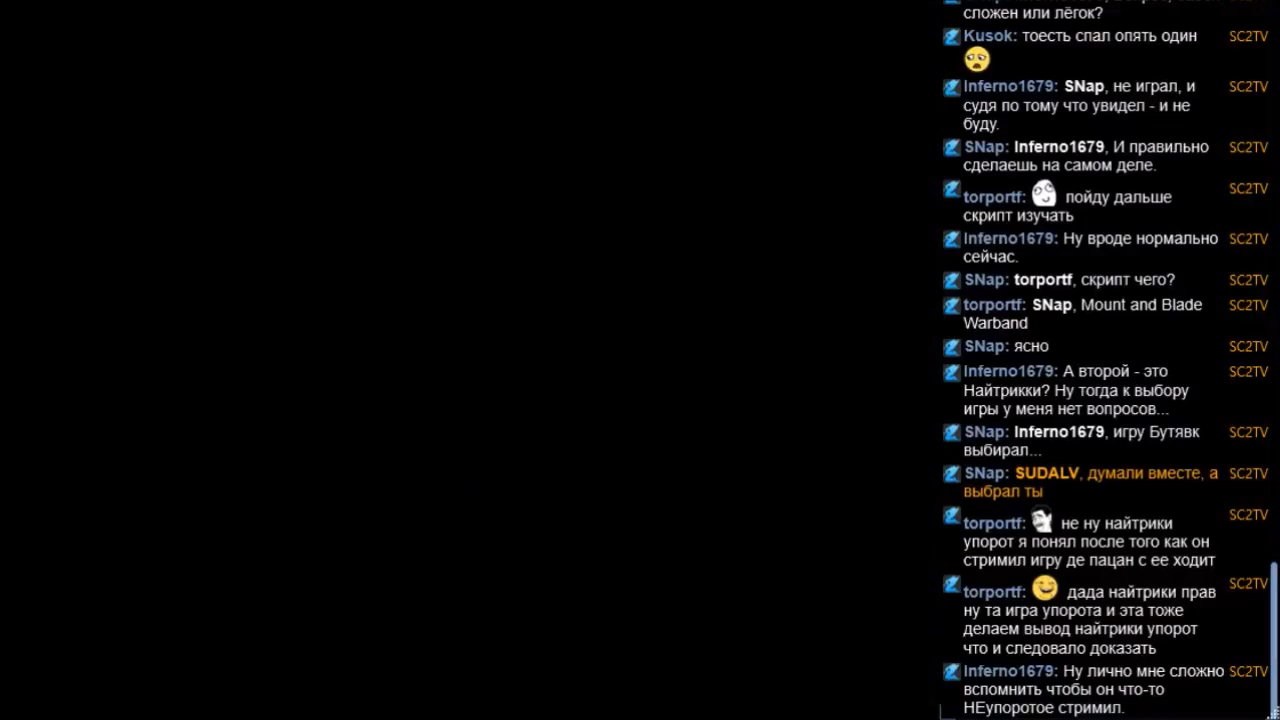 сложен или лёгок?
Kusok: тоесть спал опять один SC2TV
Inferno1679: SNap, не играл, и SC2TV
судя по тому что увидел - и не
буду.
SNap: Inferno1679, И правильно SC2TV
сделаешь на самом деле.
torportf: пойду дальше SC2TV
скрипт изучать
Inferno1679: Ну вроде нормально SC2TV
сейчас.
SNap: torportf, скрипт чего? SC2TV
torportf: SNap, Mount and Blade SC2TV
Warband
SNap: ясно SC2TV
Inferno1679: А второй - это SC2TV
Найтрикки? Ну тогда к выбору
игры у меня нет вопросов...
SNap: Inferno1679, игру Бутявк SC2TV
выбирал...
SNap: SUDALV, думали вместе, а SC2TV
выбрал ты
torportf: не ну найтрики SC2TV
упорот я понял после того как он
стримил игру де пацан с ее ходит
torportf: дада найтрики прав SC2TV
ну та игра упорота и эта тоже
делаем вывод найтрики упорот
что и следовало доказать
Inferno1679: Ну лично мне сложно SC2TV
вспомнить чтобы он что-то
НЕупоротое стримил.